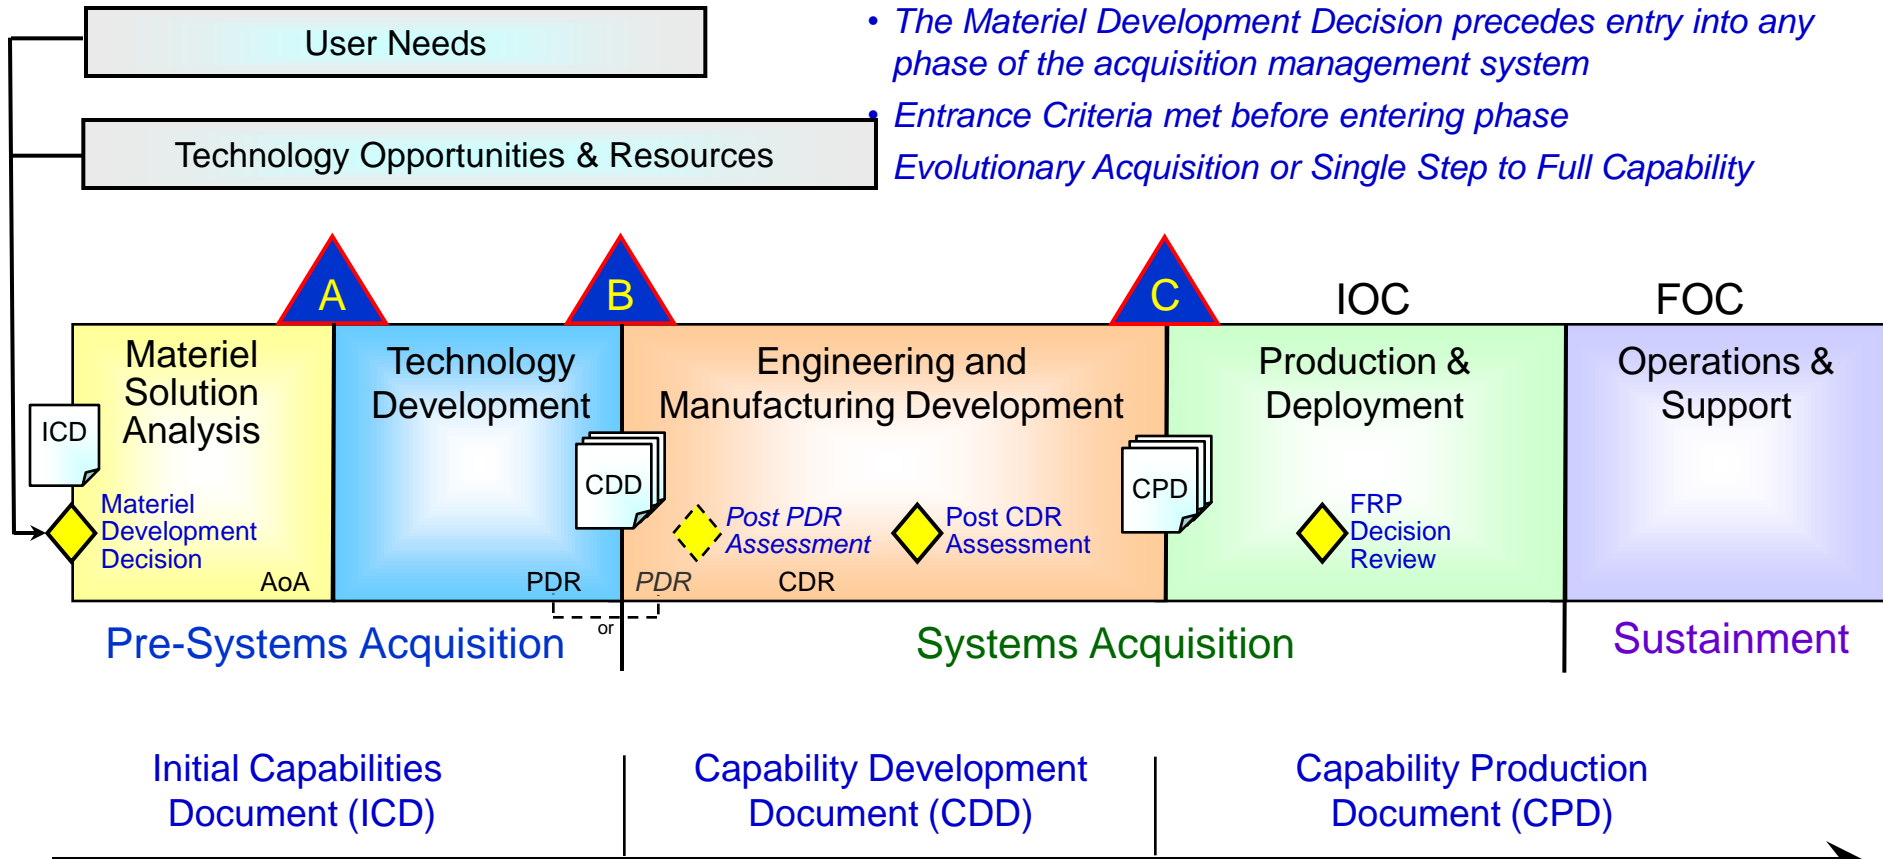 User Needs
Technology Opportunities & Resources
• The Materiel Development Decision precedes entry into any
phase of the acquisition management system
• Entrance Criteria met before entering phase
Evolutionary Acquisition or Single Step to Full Capability
A
B
C
IOC
FOC
Materiel
Solution
Analysis
Technology
Development
Engineering and
Manufacturing Development
Production &
Deployment
Operations &
Support
ICD
CDD
CPD
Materiel
Development
Decision
Post PDR
Assessment
Post CDR
Assessment
FRP
Decision
Review
AoA
PDR
PDR
CDR
or
Pre-Systems Acquisition
Systems Acquisition
Sustainment
Initial Capabilities
Document (ICD)
Capability Development
Document (CDD)
Capability Production
Document (CPD)